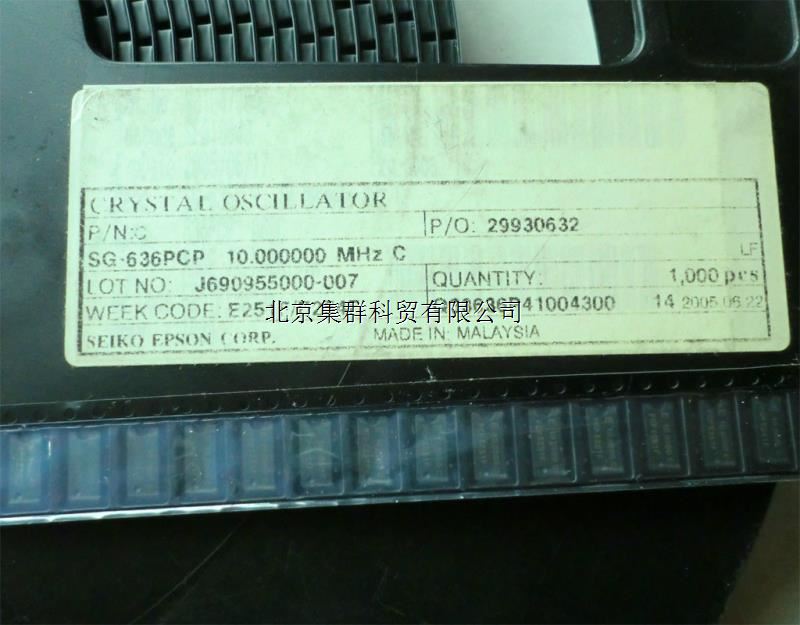 CRYSTAL OSCILLATOR
P/N:C P/O: 29930632
SG-636PCP 10.000000 MHz C LF
LOT NO: J690955000-007 QUANTITY: 1,000 pcs
WEEK CODE: 14 2005.06.22
北京集群科贸有限公司
SEIKO EPSON CORP. MADE IN MALAYSIA